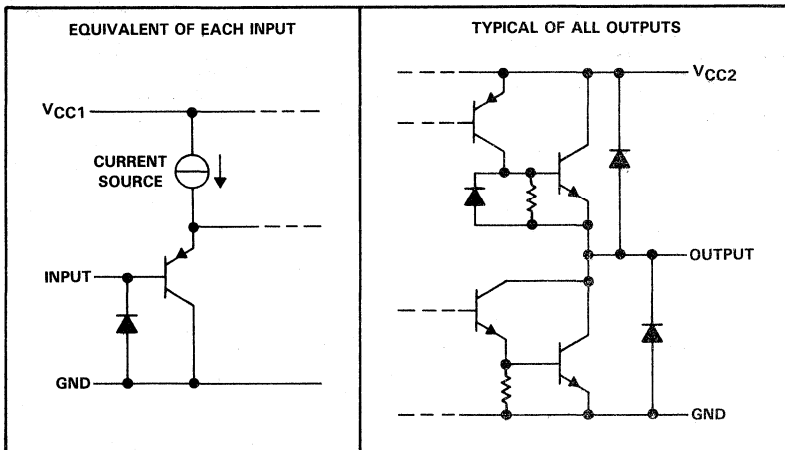 EQUIVALENT OF EACH INPUT
VCC1
CURRENT
SOURCE
INPUT
GND
TYPICAL OF ALL OUTPUTS
VCC2
OUTPUT
GND